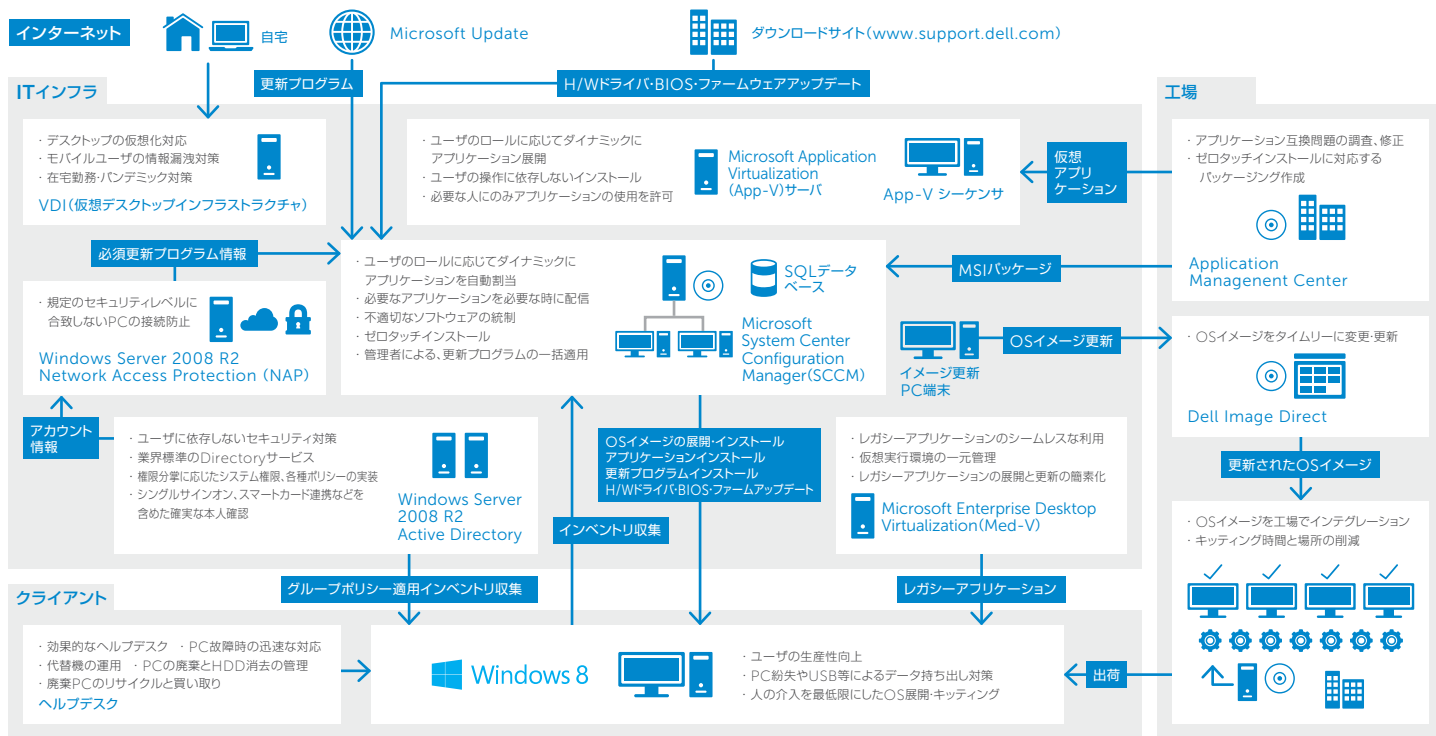 インターネット
自宅
Microsoft Update
ダウンロードサイト(www.support.dell.com)
更新プログラム
H/Wドライバ・BIOS・ファームウェアアップデート
ITインフラ
・デスクトップの仮想化対応
・モバイルユーザの情報漏洩対策
・在宅勤務・パンデミック対策
VDI(仮想デスクトップインフラストラクチャ)
・ユーザのロールに応じてダイナミックに
アプリケーション展開
・ユーザの操作に依存しないインストール
・必要な人にのみアプリケーションの使用を許可
Microsoft Application
Virtualization
(App-V)サーバ
App-V シーケンサ
仮想
アプリ
ケーション
工場
・アプリケーション互換問題の調査、修正
・ゼロタッチインストールに対応する
パッケージング作成
Application
Managenent Center
必須更新プログラム情報
・ユーザのロールに応じてダイナミックに
アプリケーションを自動割当
・必要なアプリケーションを必要な時に配信
・不適切なソフトウェアの統制
・ゼロタッチインストール
・管理者による、更新プログラムの一括適用
SQLデータ
ベース
Microsoft
System Center
Configuration
Manager(SCCM)
MSIパッケージ
・規定のセキュリティレベルに
合致しないPCの接続防止
Windows Server 2008 R2
Network Access Protection (NAP)
イメージ更新
PC端末
OSイメージ更新
・OSイメージをタイムリーに変更・更新
Dell Image Direct
アカウント
情報
・ユーザに依存しないセキュリティ対策
・業界標準のDirectoryサービス
・権限分掌に応じたシステム権限、各種ポリシーの実装
・シングルサインオン、スマートカード連携などを
含めた確実な本人確認
Windows Server
2008 R2
Active Directory
インベントリ収集
OSイメージの展開・インストール
アプリケーションインストール
更新プログラムインストール
H/Wドライバ・BIOS・ファームアップデート
・レガシーアプリケーションのシームレスな利用
・仮想実行環境の一元管理
・レガシーアプリケーションの展開と更新の簡素化
Microsoft Enterprise Desktop
Virtualization(Med-V)
更新されたOSイメージ
・OSイメージを工場でインテグレーション
・キッティング時間と場所の削減
グループポリシー適用インベントリ収集
レガシーアプリケーション
クライアント
・効果的なヘルプデスク ・PC故障時の迅速な対応
・代替機の運用 ・PCの廃棄とHDD消去の管理
・廃棄PCのリサイクルと買い取り
ヘルプデスク
Windows 8
・ユーザの生産性向上
・PC紛失やUSB等によるデータ持ち出し対策
・人の介入を最低限にしたOS展開・キッティング
出荷